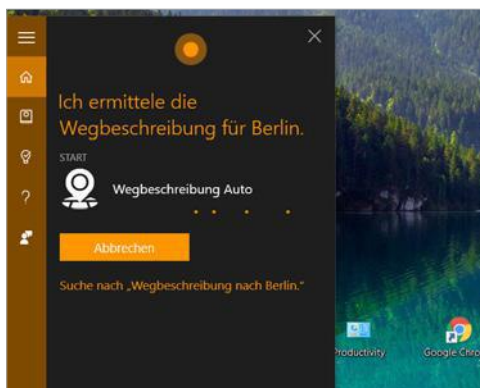 Ich ermittele die
Wegbeschreibung für Berlin.
START
Wegbeschreibung Auto
Abbrechen
Suche nach „Wegbeschreibung nach Berlin.“
Productivity
Google Chro